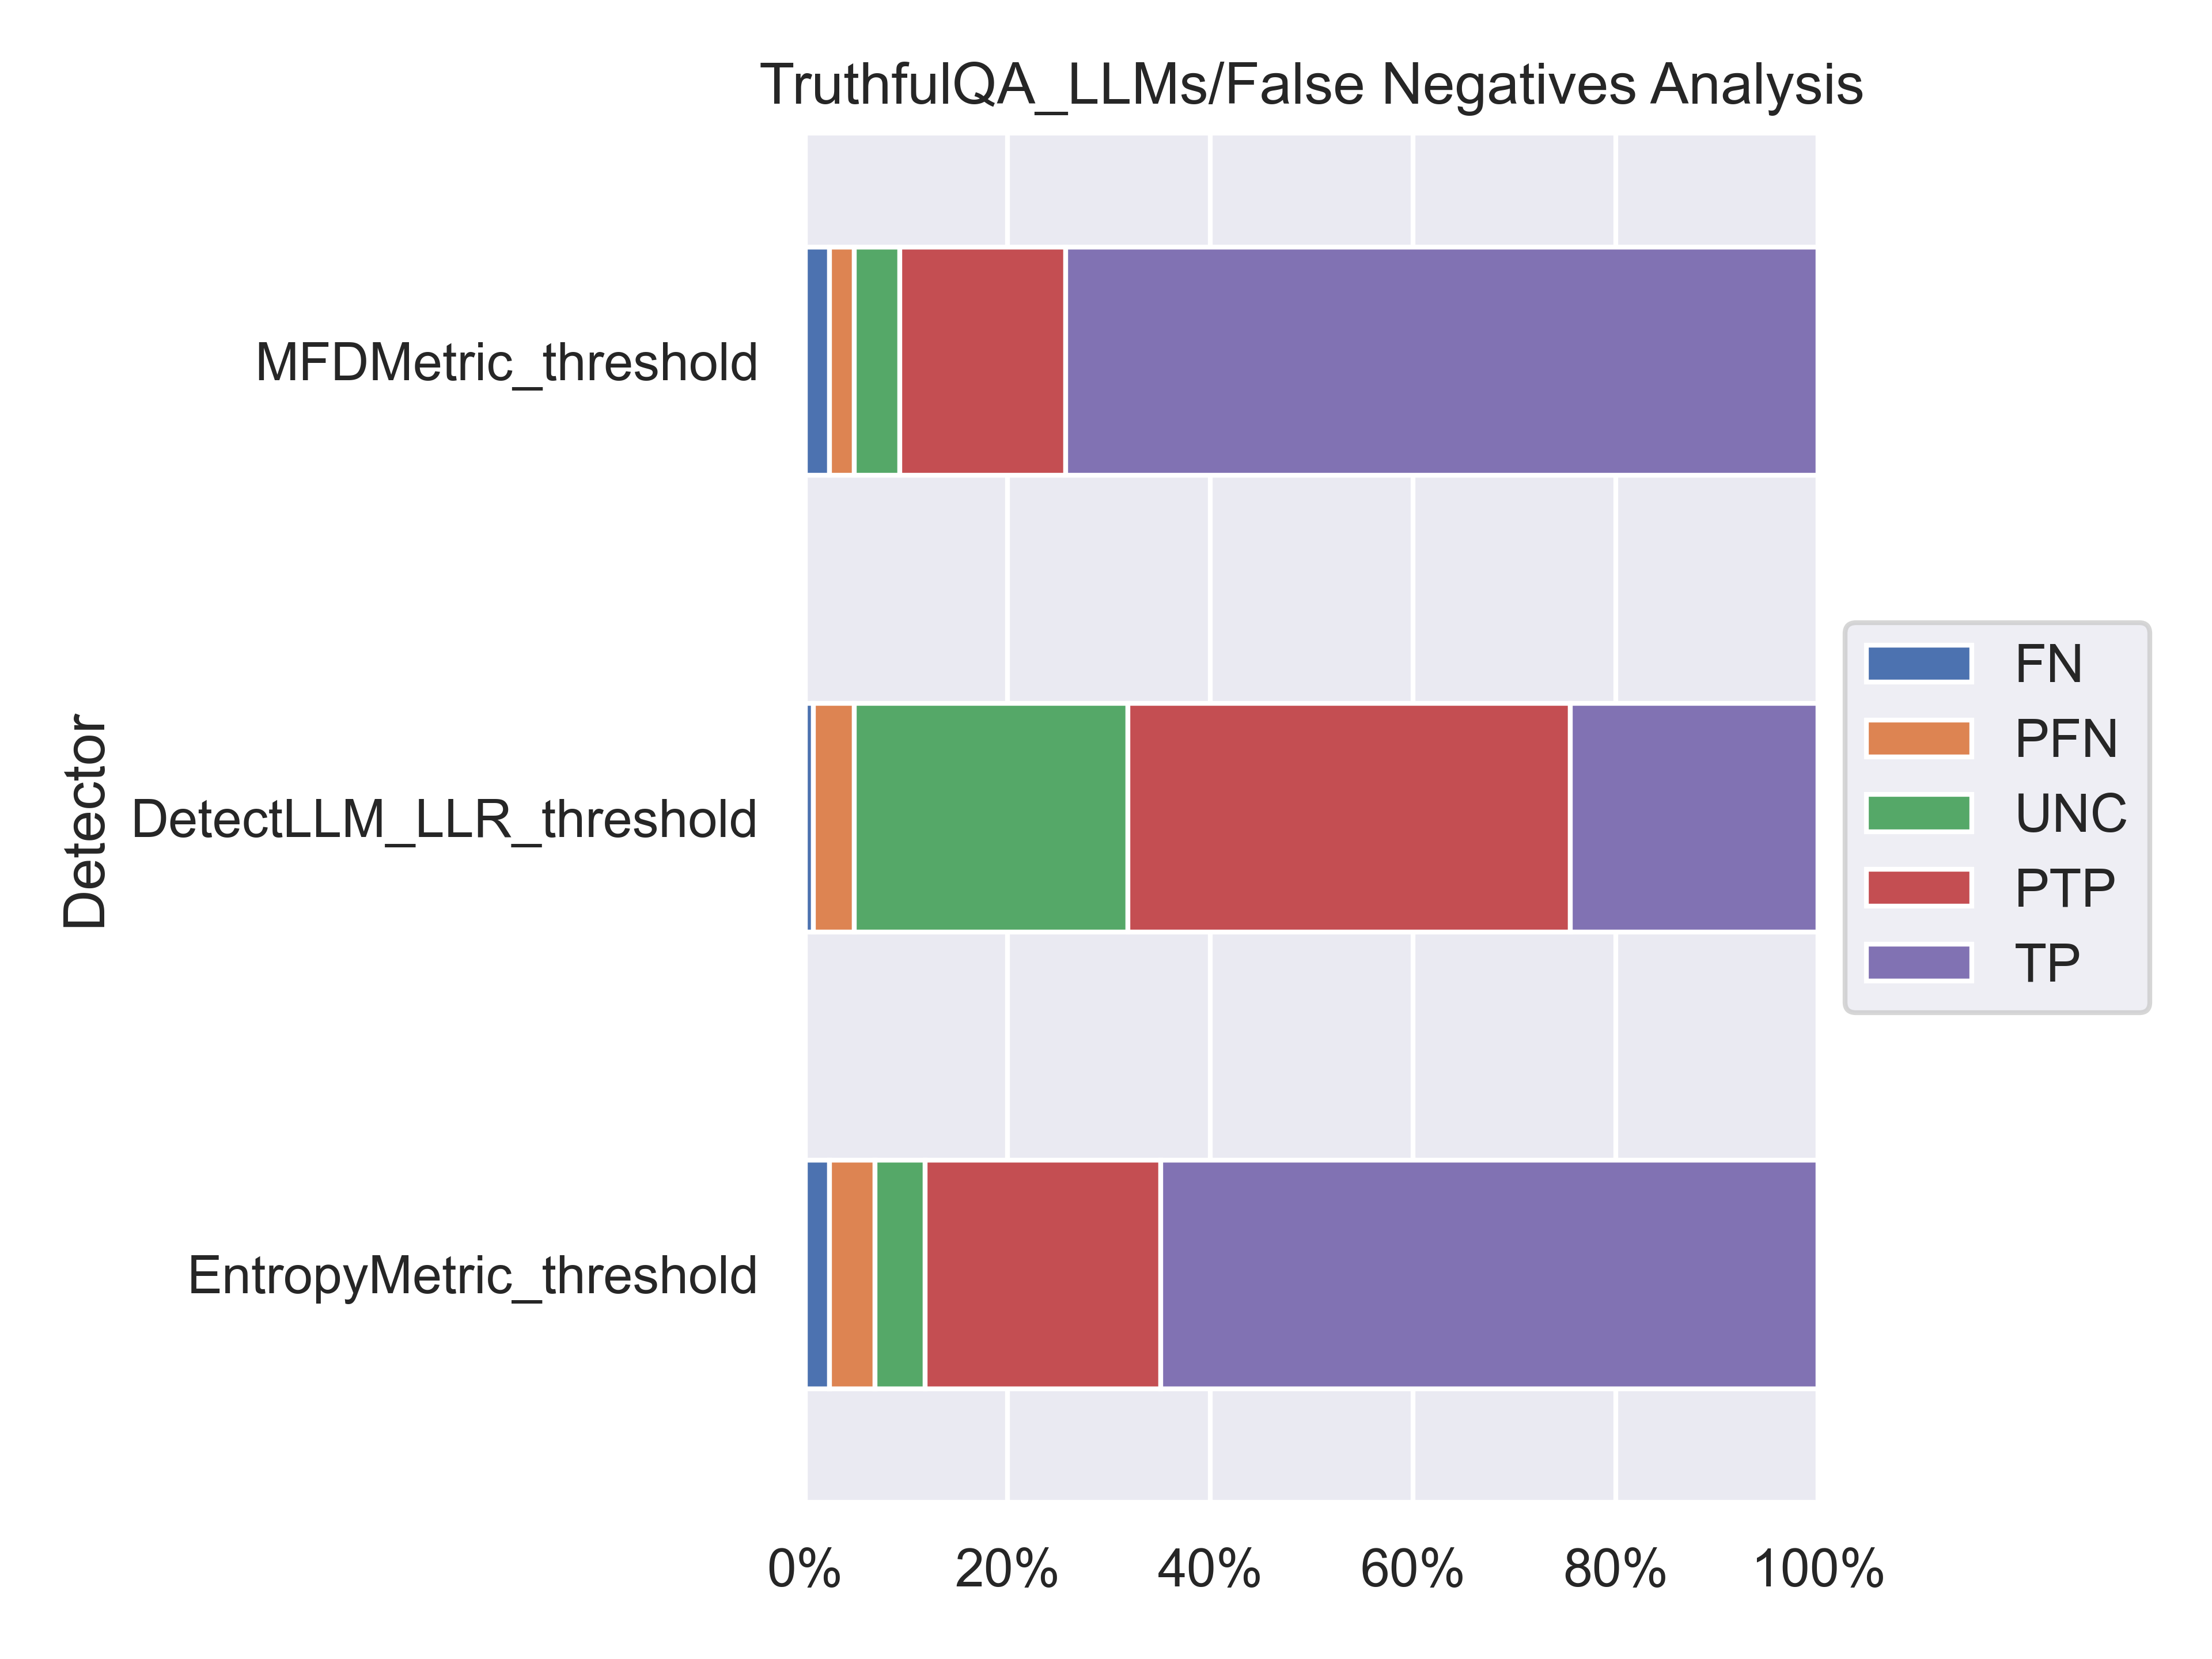 TruthfulQA_LLMs/False Negatives Analysis
Detector
MFDMetric_threshold
DetectLLM_LLR_threshold
EntropyMetric_threshold
0% 20% 40% 60% 80% 100%
FN
PFN
UNC
PTP
TP